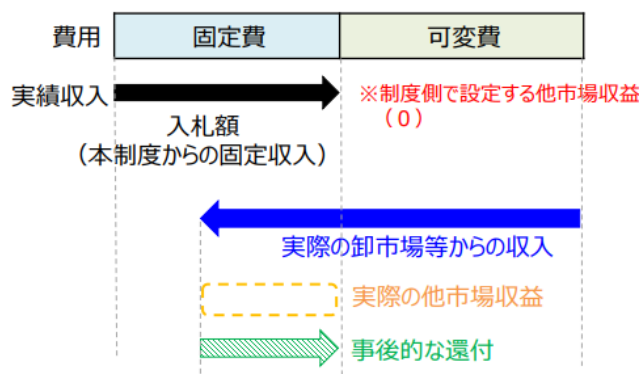 費用
固定費
可変費
実績収入
※制度側で設定する他市場収益
（０）
入札額
（本制度からの固定収入）
実際の卸市場等からの収入
実際の他市場収益
事後的な還付